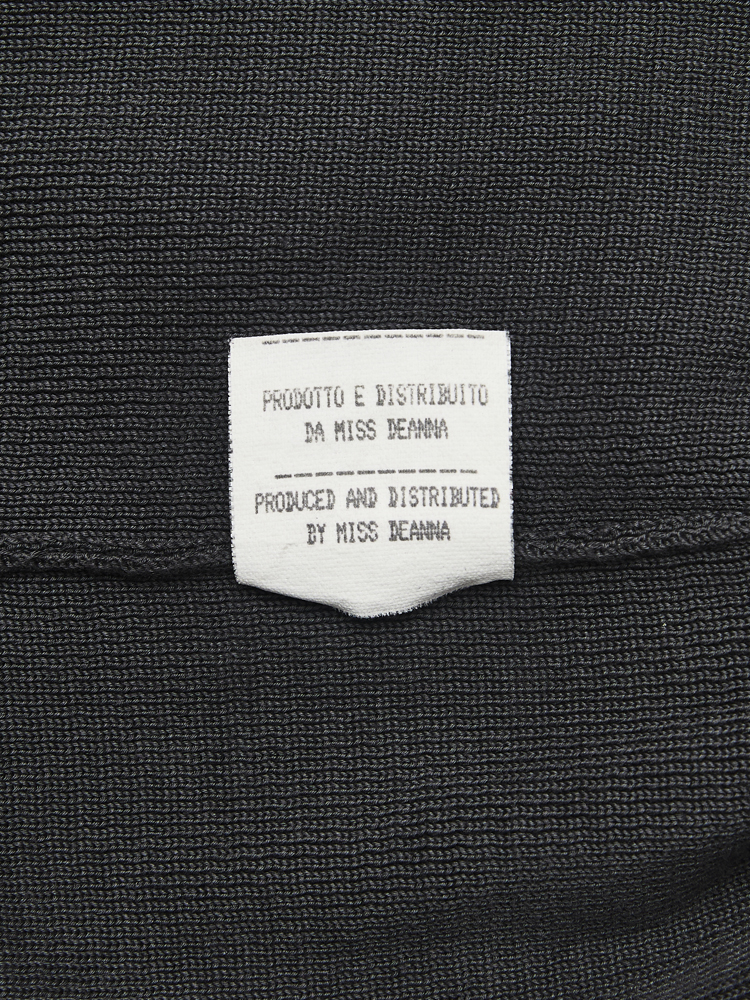 PRODOTTO E DISTRIBUITO
DA MISS DEANNA
PRODUCED AND DISTRIBUTED
BY MISS DEANNA